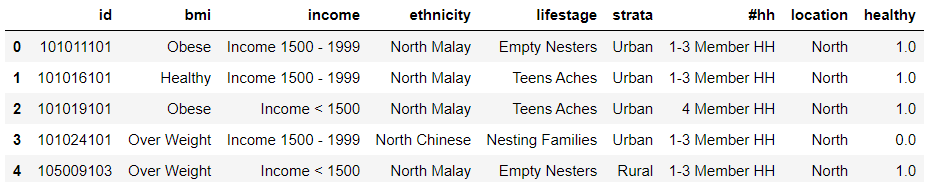 id bmi income ethnicity lifestage strata #hh location healthy
0 101011101 Obese Income 1500 - 1999 North Malay Empty Nesters Urban 1-3 Member HH North 1.0
1 101016101 Healthy Income 1500 - 1999 North Malay Teens Aches Urban 1-3 Member HH North 1.0
2 101019101 Obese Income < 1500 North Malay Teens Aches Urban 4 Member HH North 1.0
3 101024101 Over Weight Income 1500 - 1999 North Chinese Nesting Families Urban 1-3 Member HH North 0.0
4 105009103 Over Weight Income < 1500 North Malay Empty Nesters Rural 1-3 Member HH North 1.0